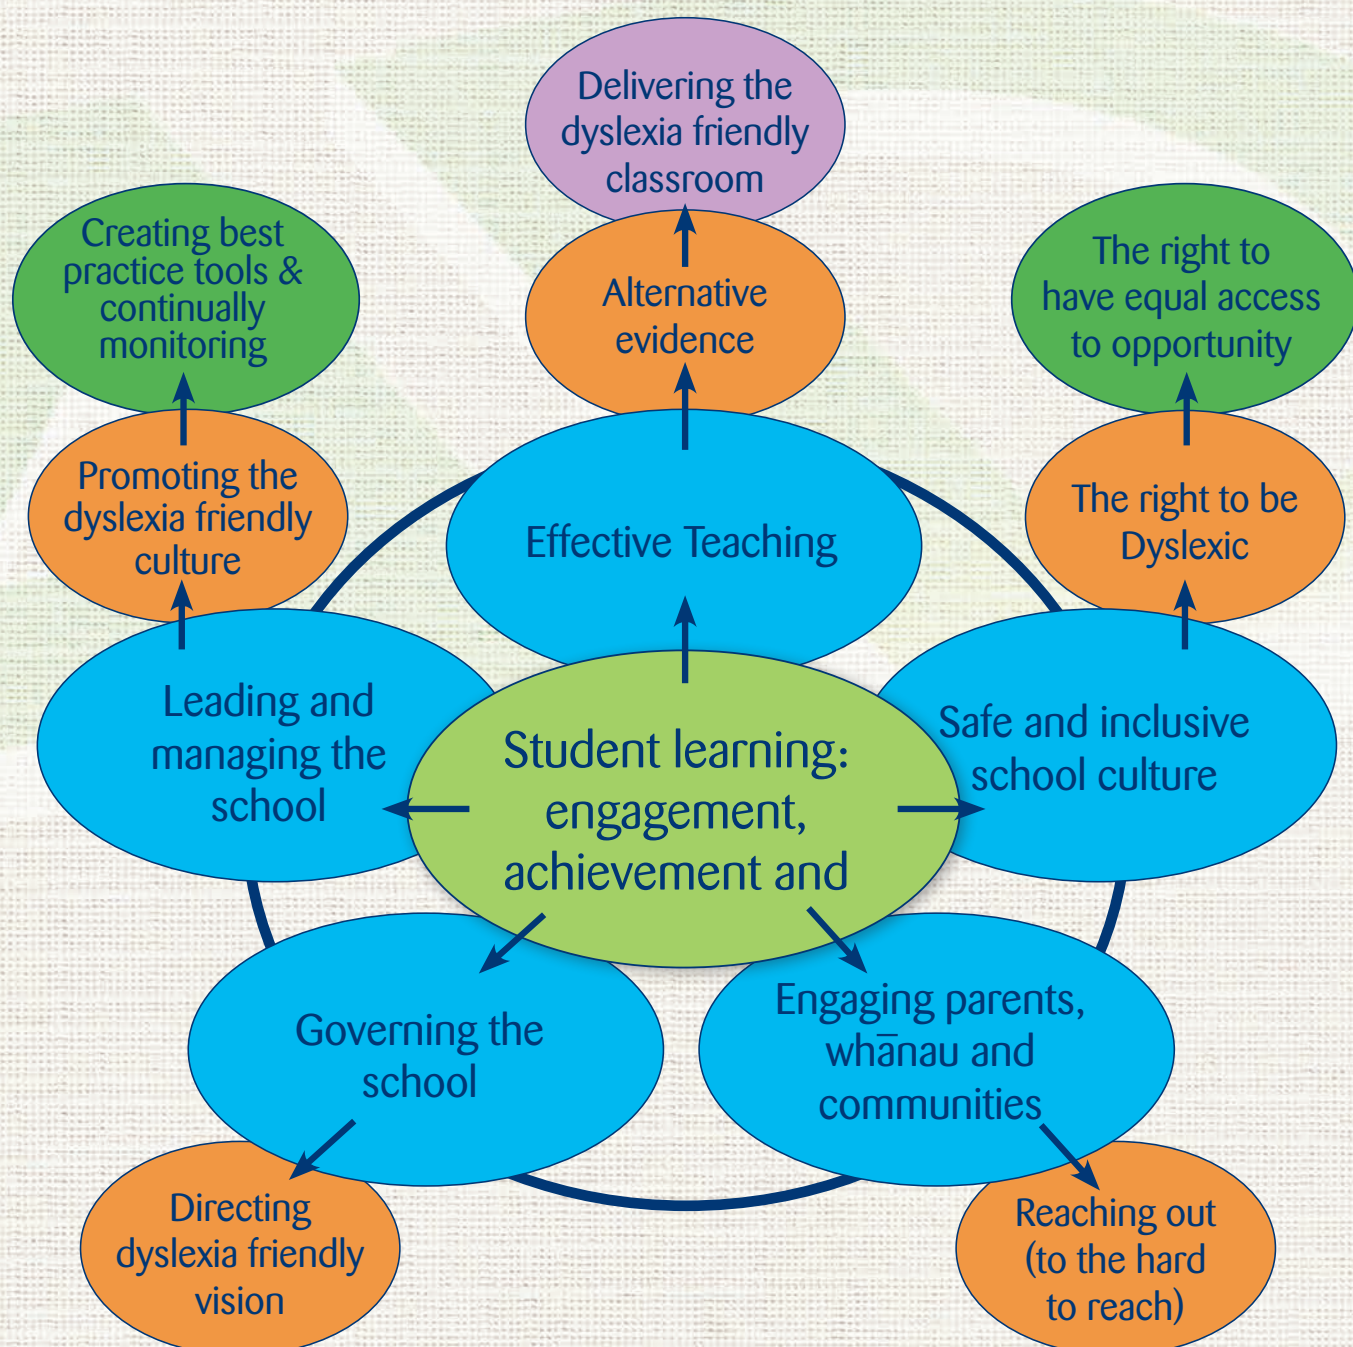 Delivering the
dyslexia friendly
classroom
Creating best
practice tools &
continually
monitoring
Alternative
evidence
The right to
have equal access
to opportunity
Promoting the
dyslexia friendly
culture
Effective Teaching
The right to be
Dyslexic
Leading and
managing the
school
Student learning:
engagement,
achievement and
Safe and inclusive
school culture
Governing the
school
Engaging parents,
whānau and
communities
Directing
dyslexia friendly
vision
Reaching out
(to the hard
to reach)